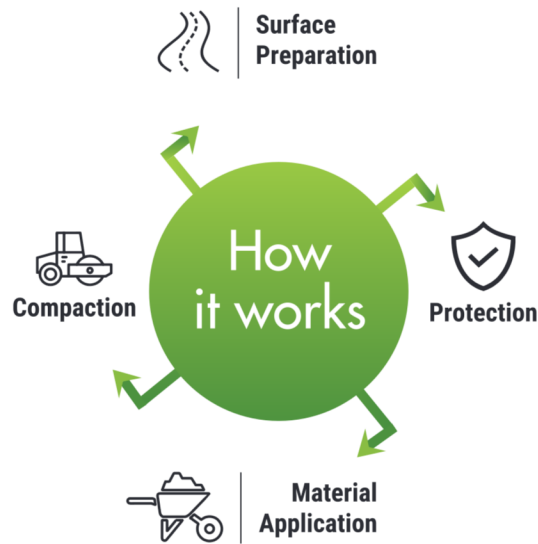 Surface
Preparation
How
it works
Compaction
Protection
Material
Application